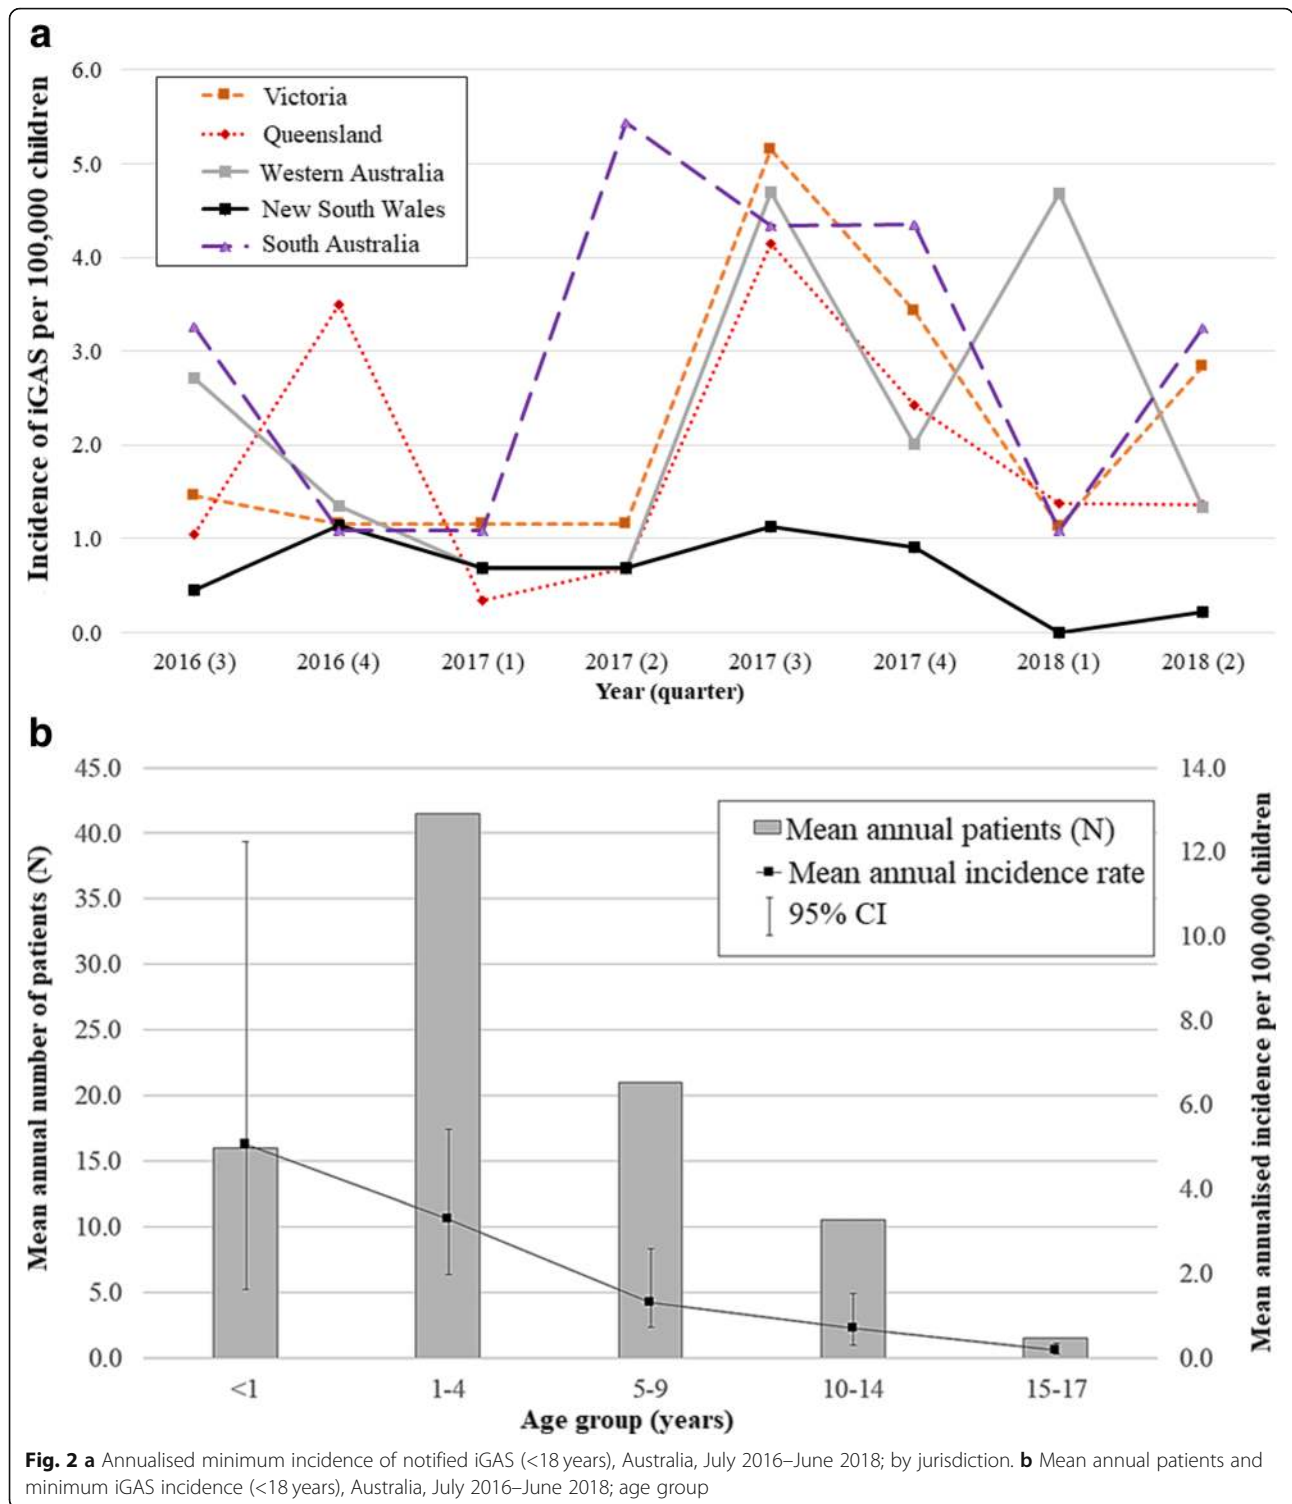 a
Incidence of iGAS per 100,000 children
6.0
5.0
4.0
3.0
2.0
1.0
0.0
Victoria
Queensland
Western Australia
New South Wales
South Australia
2016 (3) 2016 (4) 2017 (1) 2017 (2) 2017 (3) 2017 (4) 2018 (1) 2018 (2)
Year (quarter)
b
Mean annual number of patients (N)
45.0
40.0
35.0
30.0
25.0
20.0
15.0
10.0
5.0
0.0
Mean annual patients (N)
Mean annual incidence rate
95% CI
14.0
12.0
10.0
8.0
6.0
4.0
2.0
0.0
Mean annualised incidence per 100,000 children
<1 1-4 5-9 10-14 15-17
Age group (years)
Fig. 2 a Annualised minimum incidence of notified iGAS (<18 years), Australia, July 2016–June 2018; by jurisdiction. b Mean annual patients and
minimum iGAS incidence (<18 years), Australia, July 2016–June 2018; age group